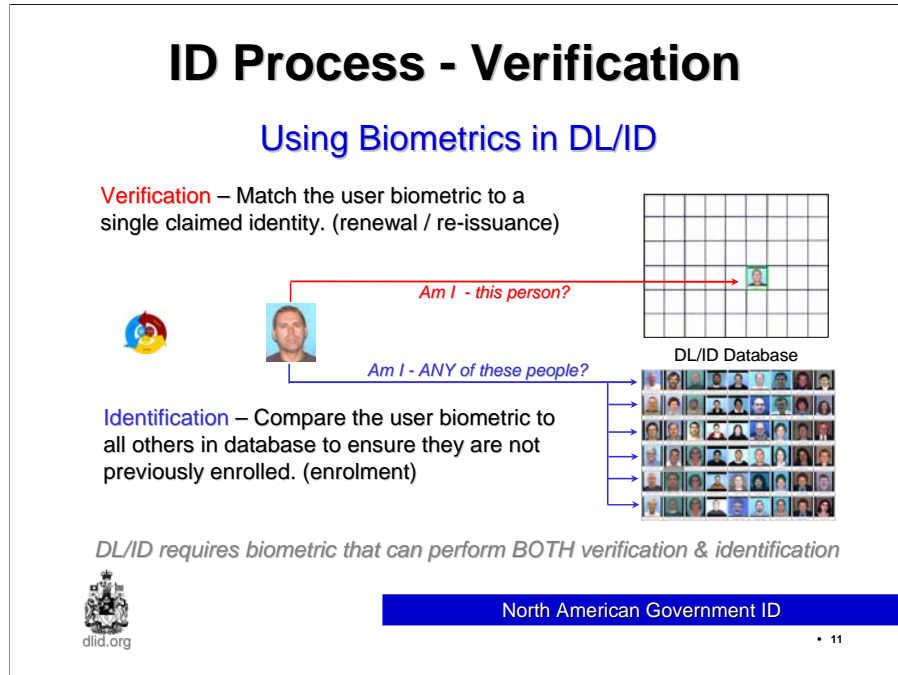 ID Process - Verification
Using Biometrics in DL/ID
Verification – Match the user biometric to a
single claimed identity. (renewal / re-issuance)
Am I  - this person?
DL/ID Database
Am I - ANY of these people?
Identification – Compare the user biometric to
all others in database to ensure they are not
previously enrolled. (enrolment)
DL/ID requires biometric that can perform BOTH verification & identification
North American Government ID
dlid.org
• 11